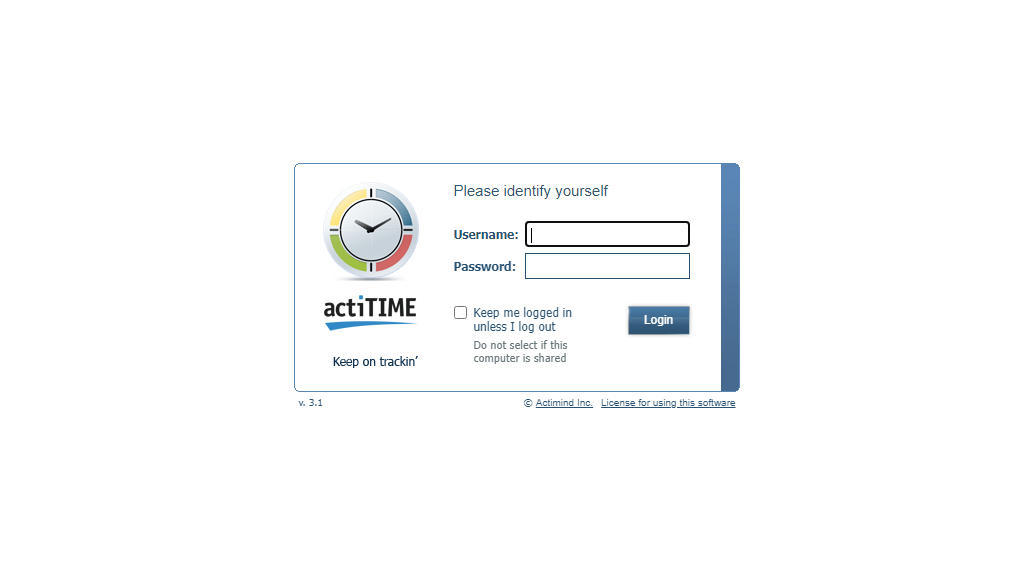 Please identify yourself
Username:
Password:
actiTIME
Keep me logged in
unless I log out
Login
Do not select if this
computer is shared
Keep on trackin’
v. 3.1
© Actimind Inc. License for using this software